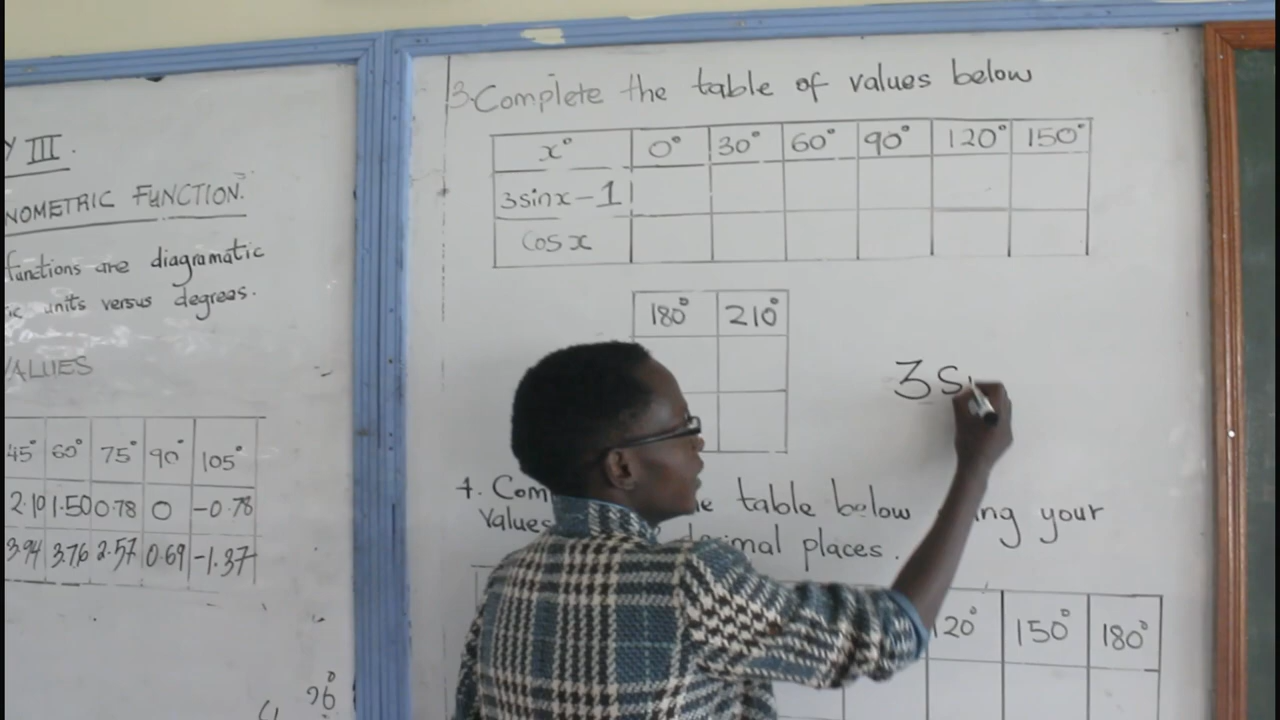 Y III.
NOMETRIC FUNCTION.
functions are diagramatic
ic units versus degrees.
VALUES
45° 60° 75° 90° 105°
2.10 1.50 0.78 0 -0.78
3.94 3.76 2.57 0.69 -1.37
3. Complete the table of values below
x° 0° 30° 60° 90° 120° 150°
3sinx-1
Cos x
180° 210°
3s
4. Com e table below ing your
Values imal places.
120° 150° 180°